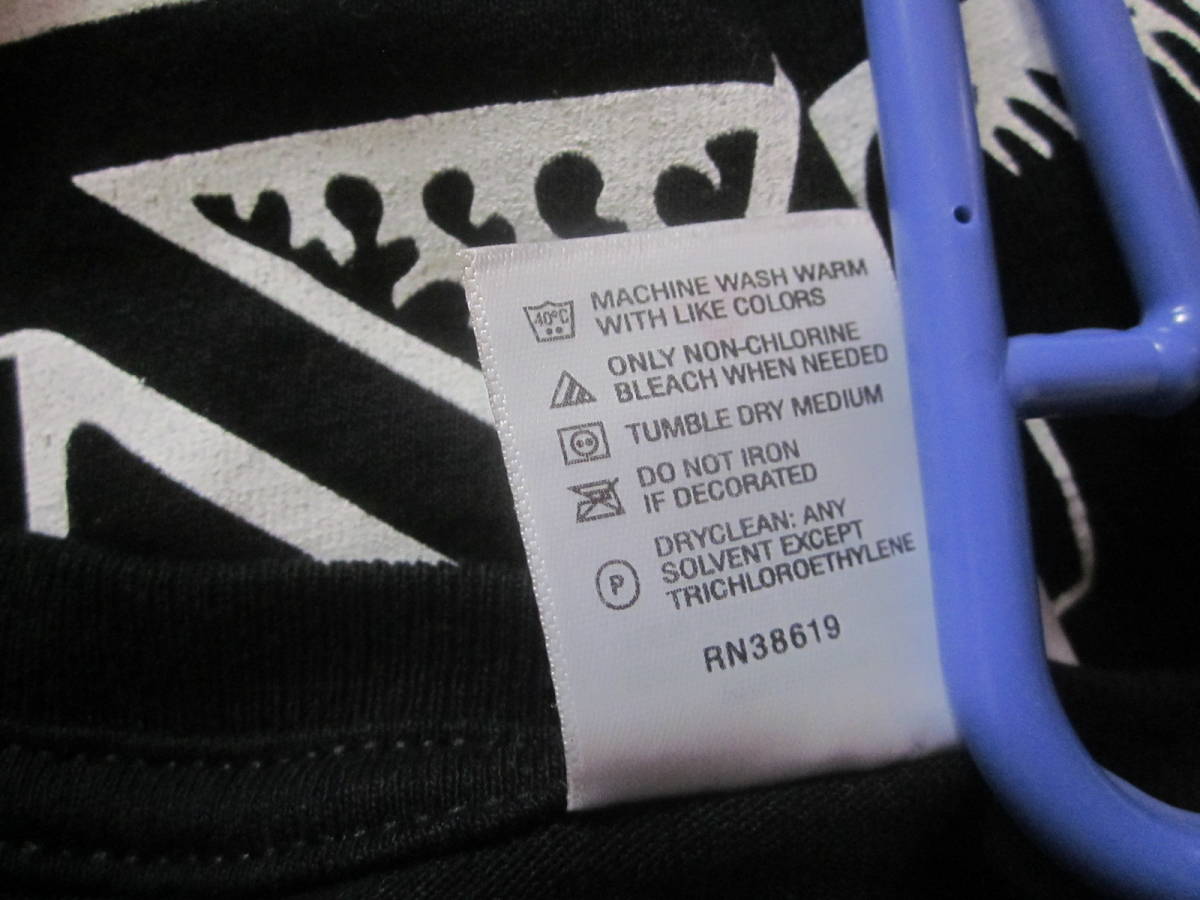 40°C
MACHINE WASH WARM
WITH LIKE COLORS
ONLY NON-CHLORINE
BLEACH WHEN NEEDED
TUMBLE DRY MEDIUM
DO NOT IRON
IF DECORATED
P
DRYCLEAN: ANY
SOLVENT EXCEPT
TRICHLOROETHYLENE
RN38619